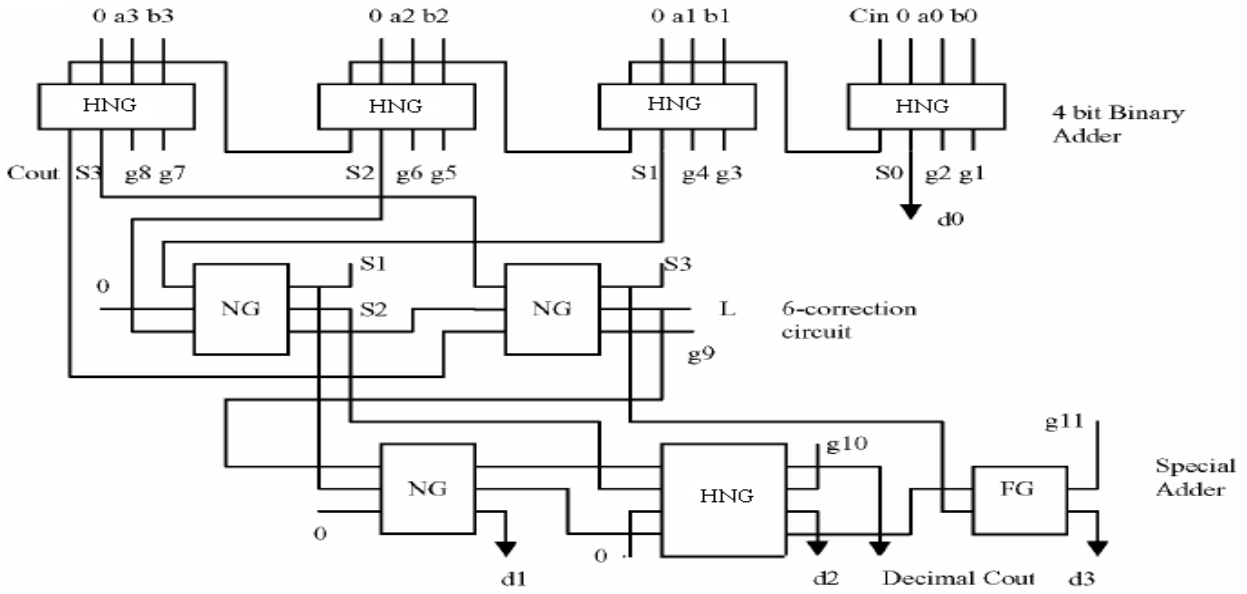 0 a3 b3
0 a2 b2
0 a1 b1
Cin 0 a0 b0
HNG
HNG
HNG
HNG
4 bit Binary
Adder
Cout S3 g8 g7
S2 g6 g5
S1 g4 g3
S0 g2 g1
d0
0
NG
S1
S2
NG
S3
L
g9
6-correction
circuit
NG
0
d1
HNG
0
g10
d2
Decimal Cout
FG
g11
d3
Special
Adder